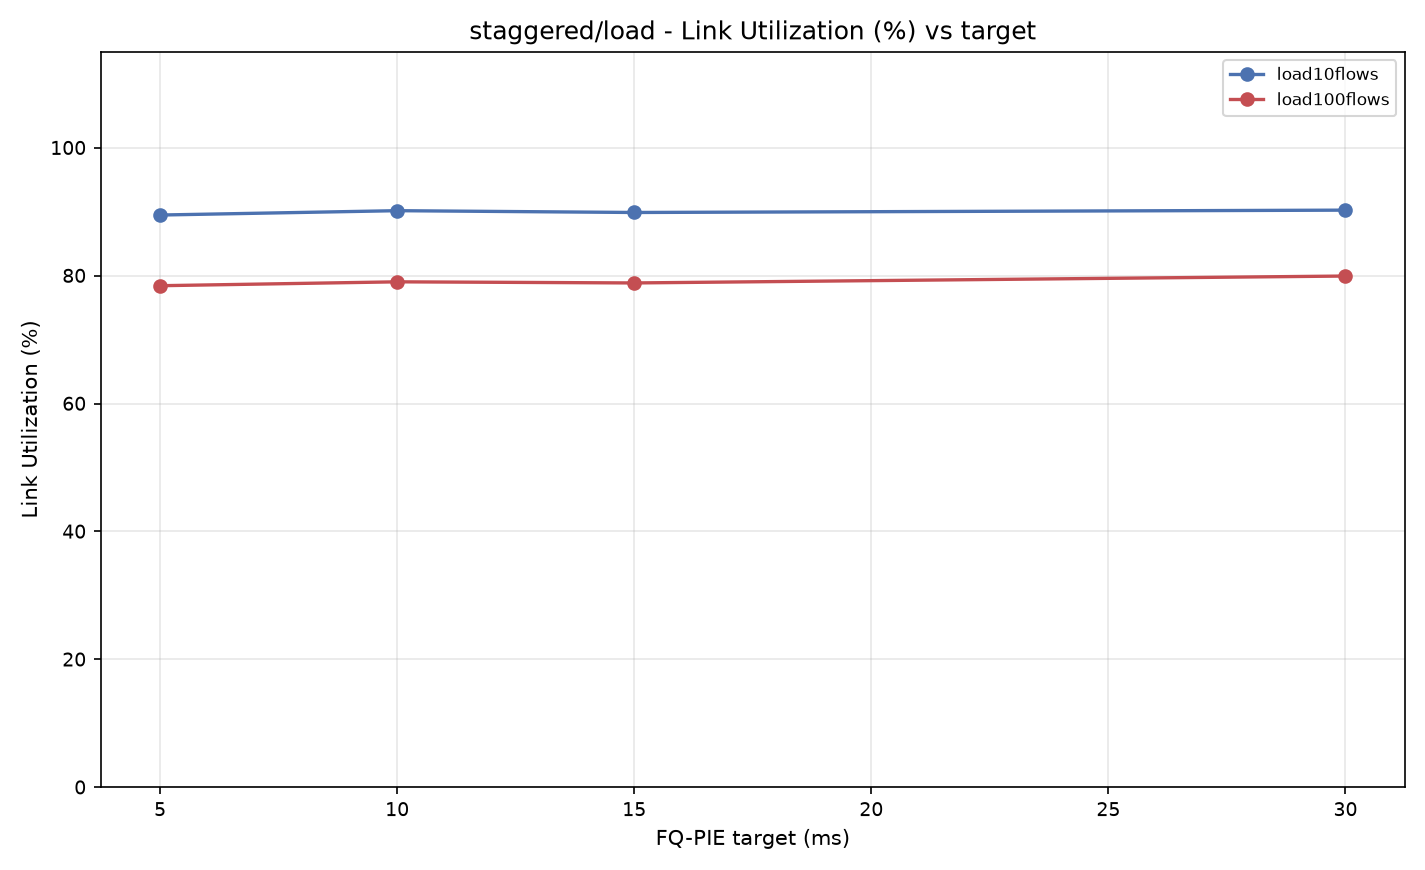 staggered/load - Link Utilization (%) vs target
load10flows
load100flows
100
80
60
40
20
0
Link Utilization (%)
5 10 15 20 25 30
FQ-PIE target (ms)